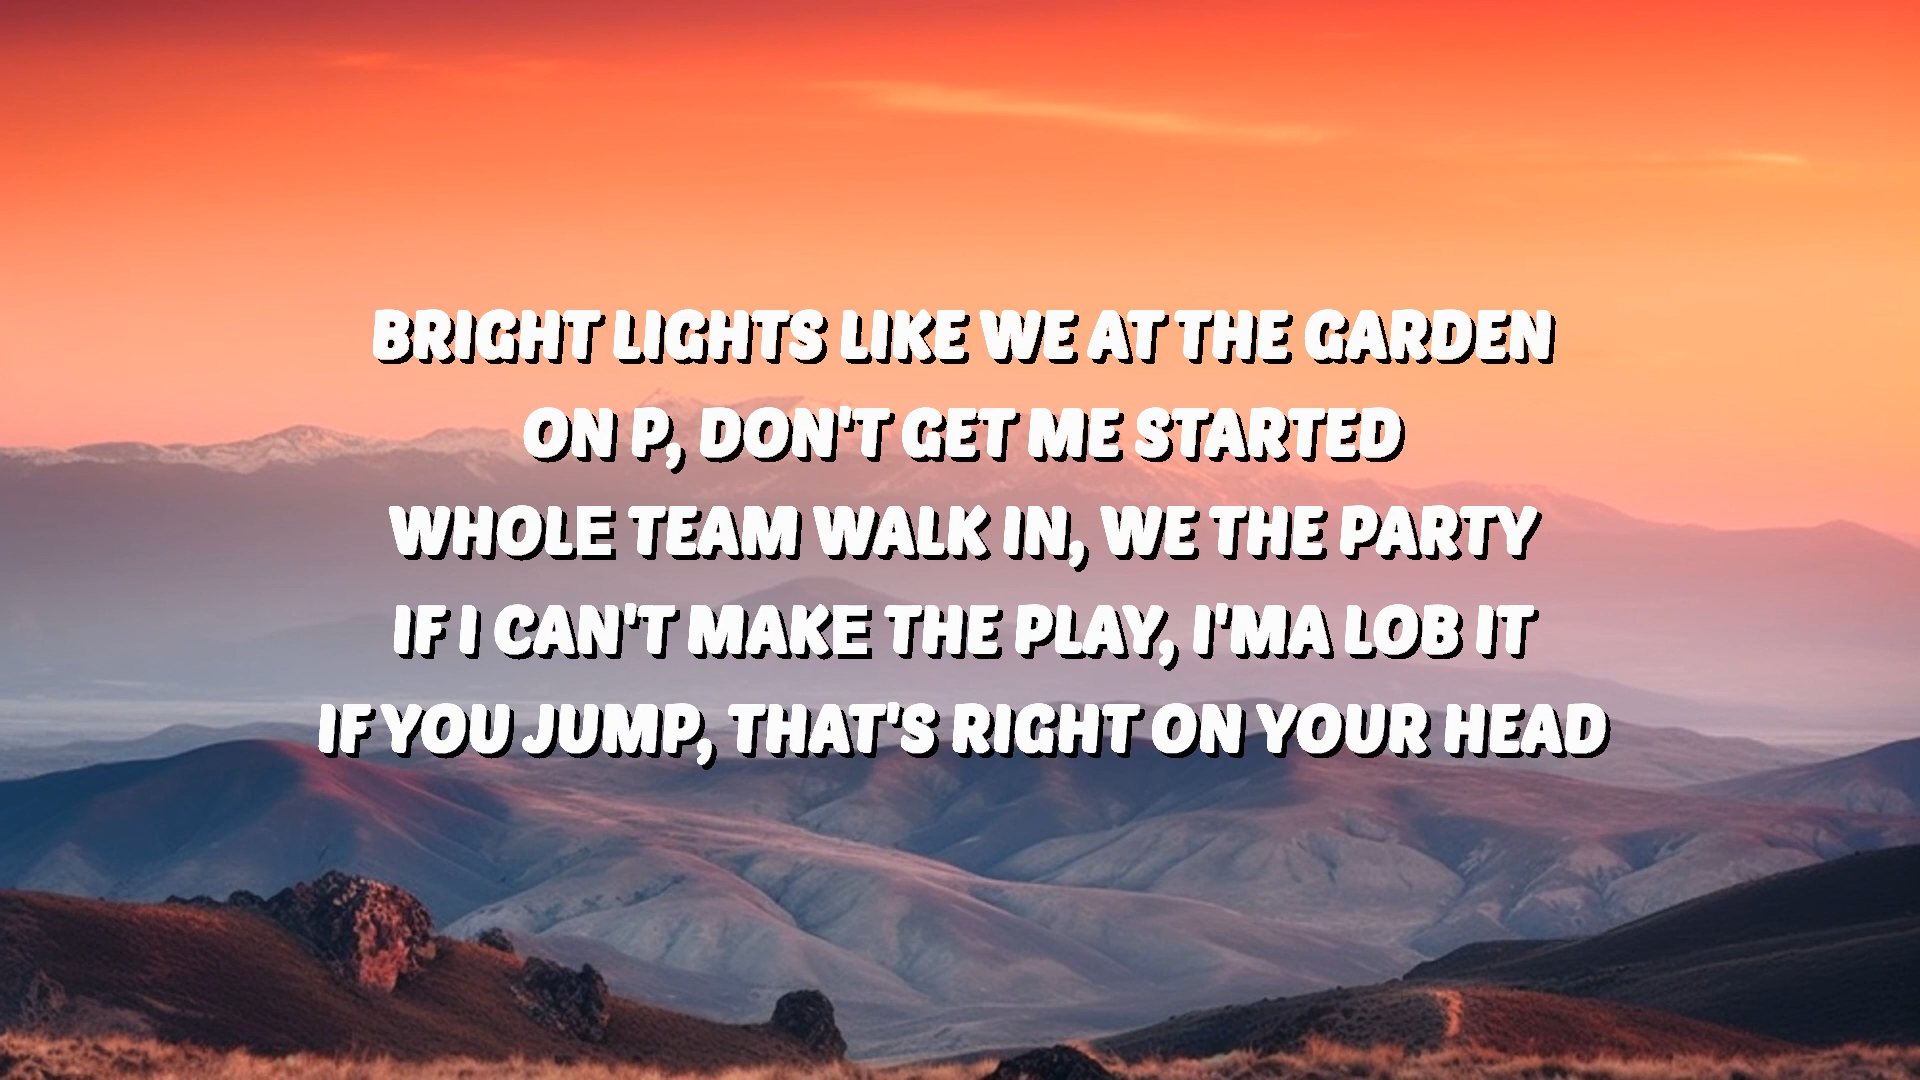 BRIGHT LIGHTS LIKE WE AT THE GARDEN
ON P, DON'T GET ME STARTED
WHOLE TEAM WALK IN, WE THE PARTY
IF I CAN'T MAKE THE PLAY, I'MA LOB IT
IF YOU JUMP, THAT'S RIGHT ON YOUR HEAD